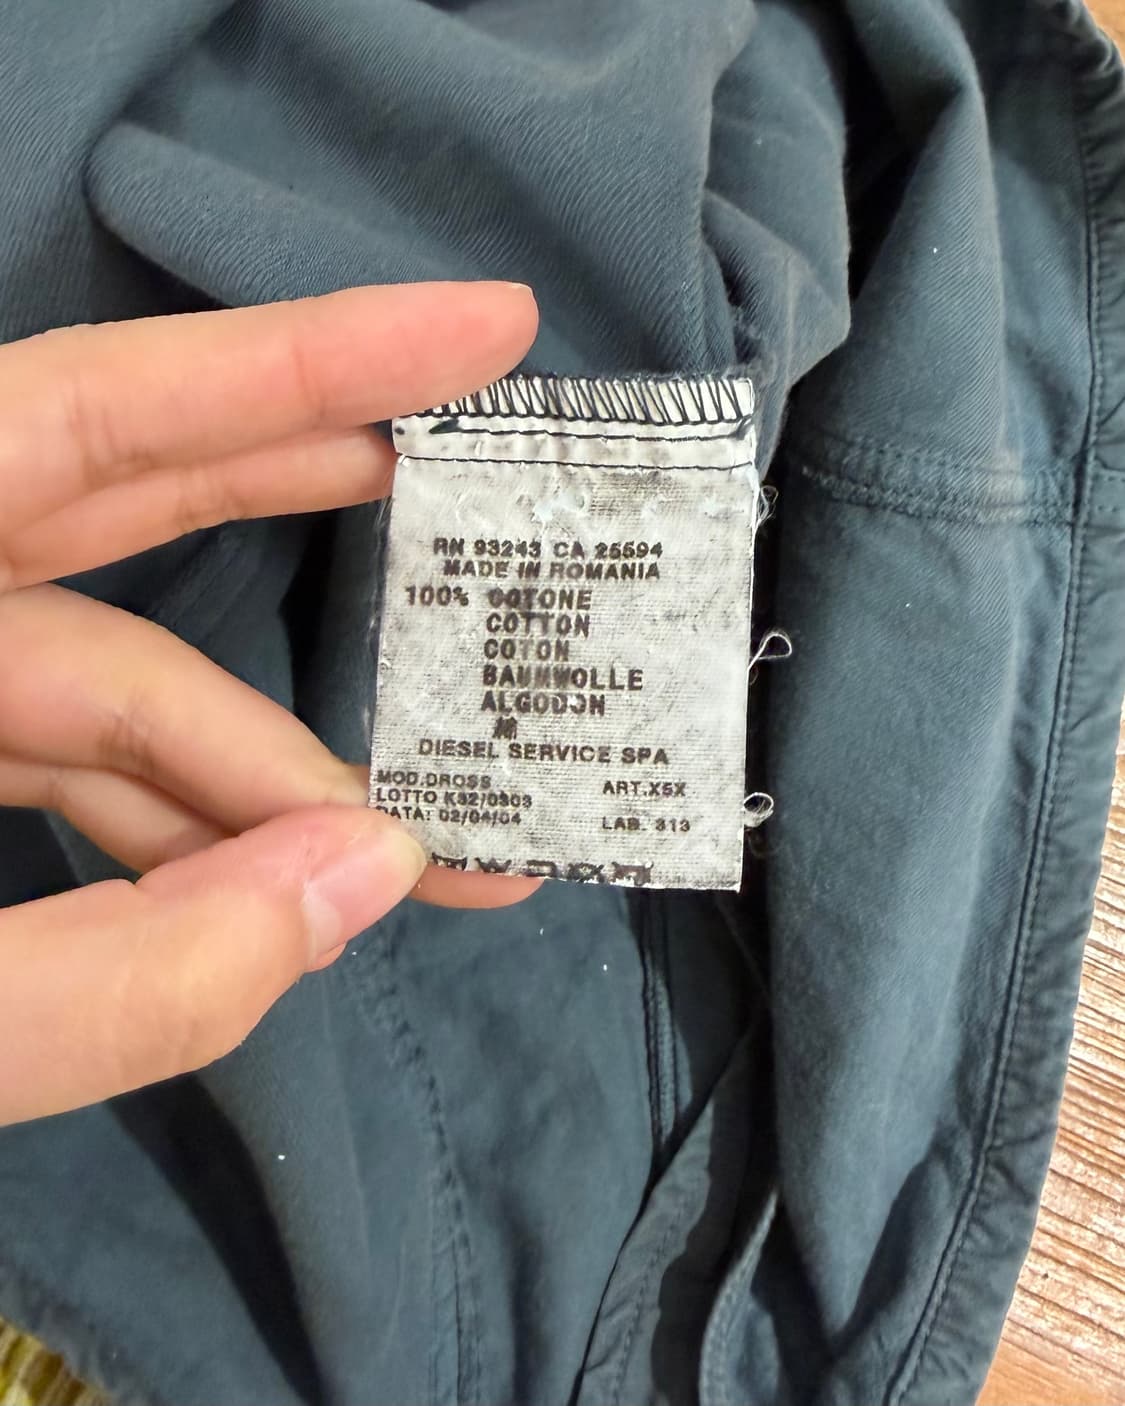 RN 93243 CA 25594
MADE IN ROMANIA
100% COTONE
COTTON
COTON
BAUMWOLLE
ALGODON
綿
DIESEL SERVICE SPA
MOD.DROSS ART.X5X
LOTTO K32/0303
DATA: 02/04/04 LAB. 313